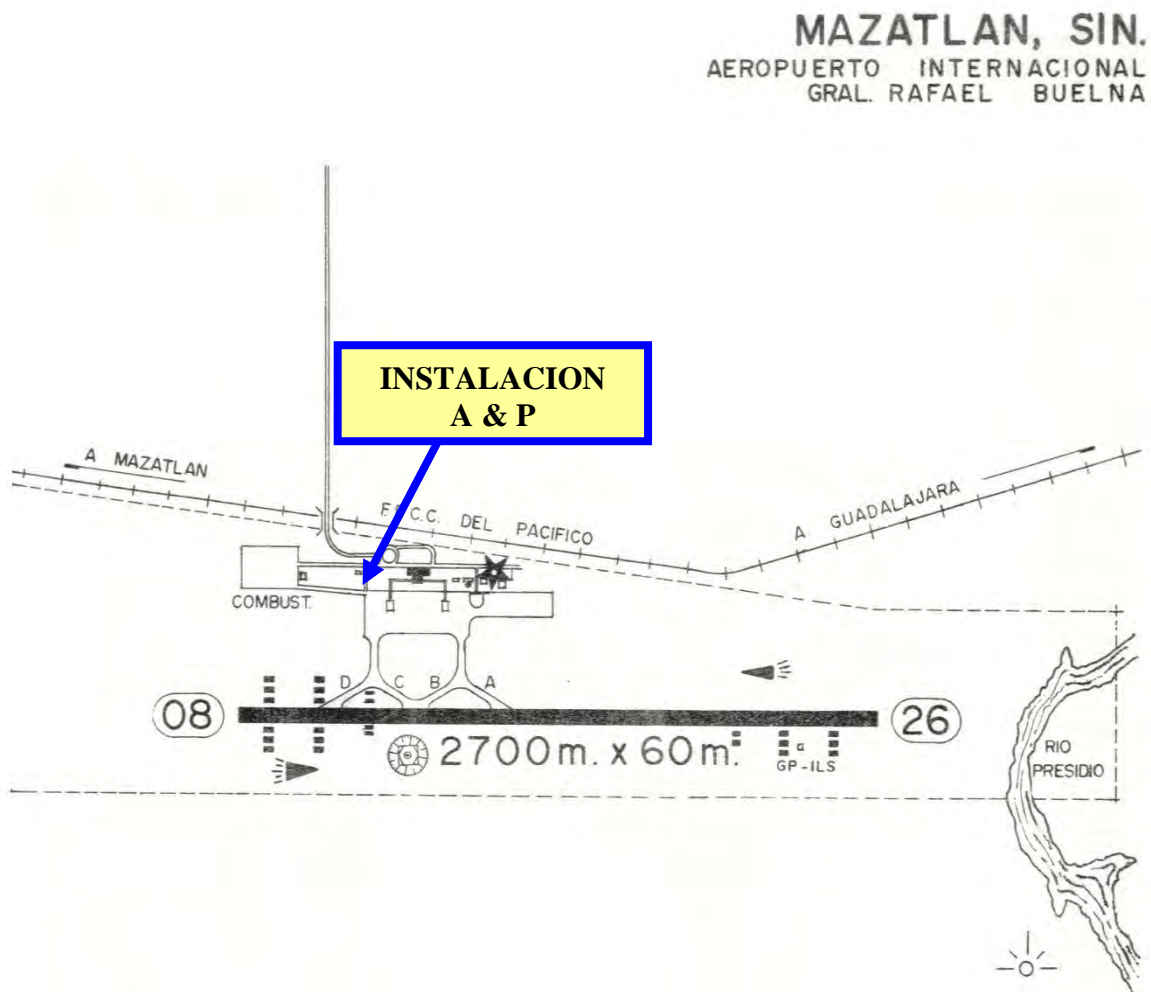 MAZATLAN, SIN.
AEROPUERTO INTERNACIONAL
GRAL. RAFAEL BUELNA
INSTALACION
A & P
A MAZATLAN
F.C.C. DEL PACIFICO
A GUADALAJARA
COMBUST.
D C B A
08
26
2700m. x 60m.
GP-ILS
RIO
PRESIDIO